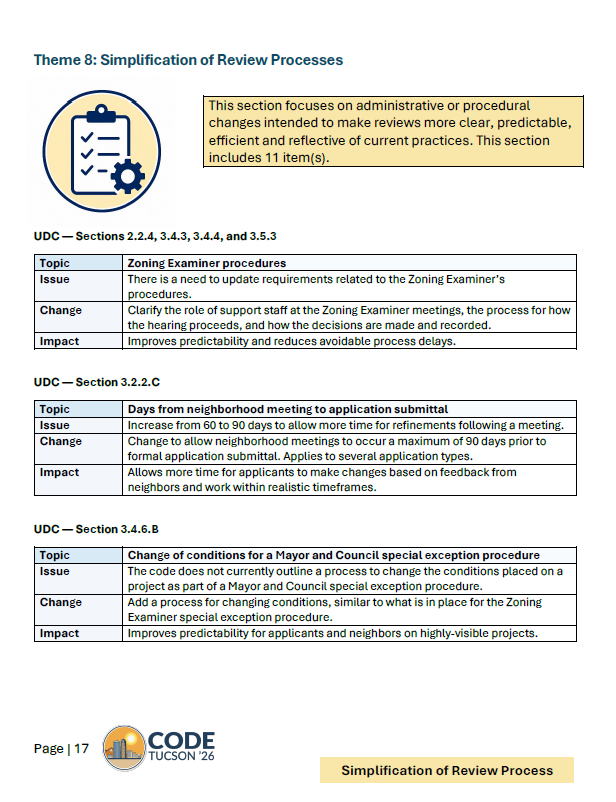 Theme 8: Simplification of Review Processes
This section focuses on administrative or procedural
changes intended to make reviews more clear, predictable,
efficient and reflective of current practices. This section
includes 11 item(s).
UDC — Sections 2.2.4, 3.4.3, 3.4.4, and 3.5.3
Topic Zoning Examiner procedures
Issue There is a need to update requirements related to the Zoning Examiner's
procedures.
Change Clarify the role of support staff at the Zoning Examiner meetings, the process for how
the hearing proceeds, and how the decisions are made and recorded.
Impact Improves predictability and reduces avoidable process delays.
UDC — Section 3.2.2.C
Topic Days from neighborhood meeting to application submittal
Issue Increase from 60 to 90 days to allow more time for refinements following a meeting.
Change Change to allow neighborhood meetings to occur a maximum of 90 days prior to
formal application submittal. Applies to several application types.
Impact Allows more time for applicants to make changes based on feedback from
neighbors and work within realistic timeframes.
UDC — Section 3.4.6.B
Topic Change of conditions for a Mayor and Council special exception procedure
Issue The code does not currently outline a process to change the conditions placed on a
project as part of a Mayor and Council special exception procedure.
Change Add a process for changing conditions, similar to what is in place for the Zoning
Examiner special exception procedure.
Impact Improves predictability for applicants and neighbors on highly-visible projects.
Page | 17
CODE
TUCSON '26
Simplification of Review Process